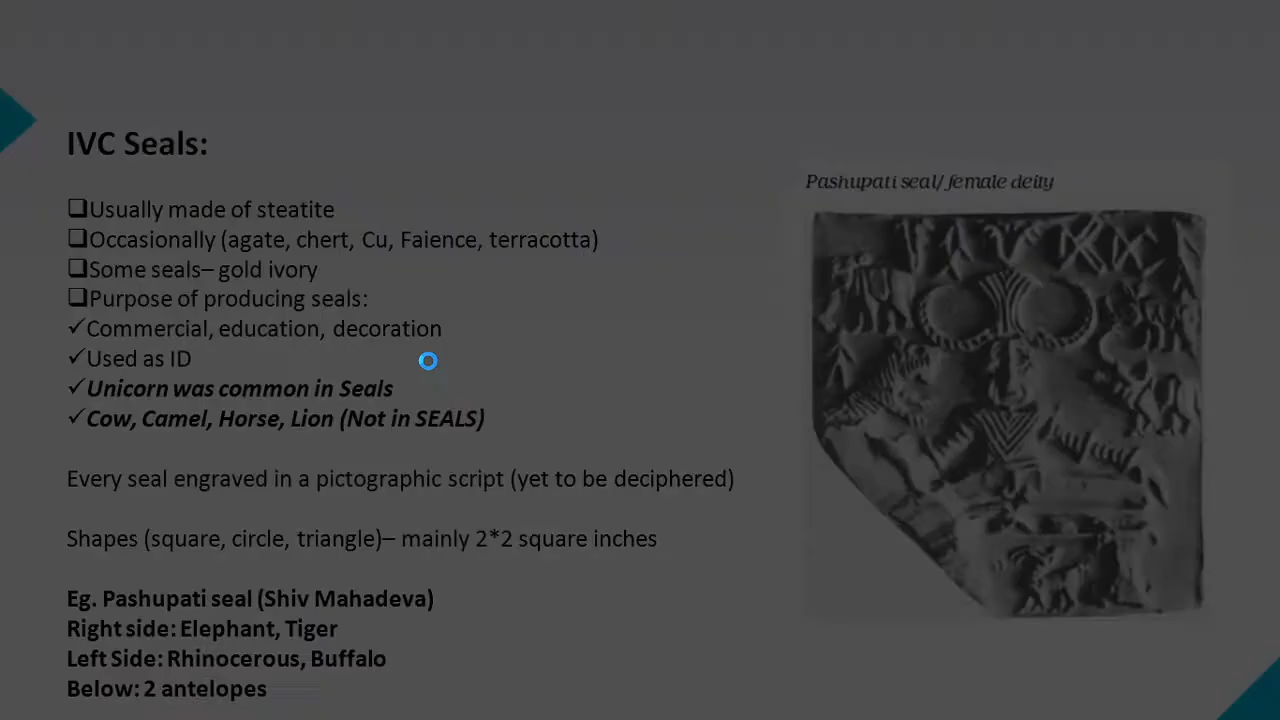 IVC Seals:
Pashupati seal/ female deity
❑Usually made of steatite
❑Occasionally (agate, chert, Cu, Faience, terracotta)
❑Some seals– gold ivory
❑Purpose of producing seals:
✓Commercial, education, decoration
✓Used as ID
✓Unicorn was common in Seals
✓Cow, Camel, Horse, Lion (Not in SEALS)
Every seal engraved in a pictographic script (yet to be deciphered)
Shapes (square, circle, triangle)– mainly 2*2 square inches
Eg. Pashupati seal (Shiv Mahadeva)
Right side: Elephant, Tiger
Left Side: Rhinocerous, Buffalo
Below: 2 antelopes